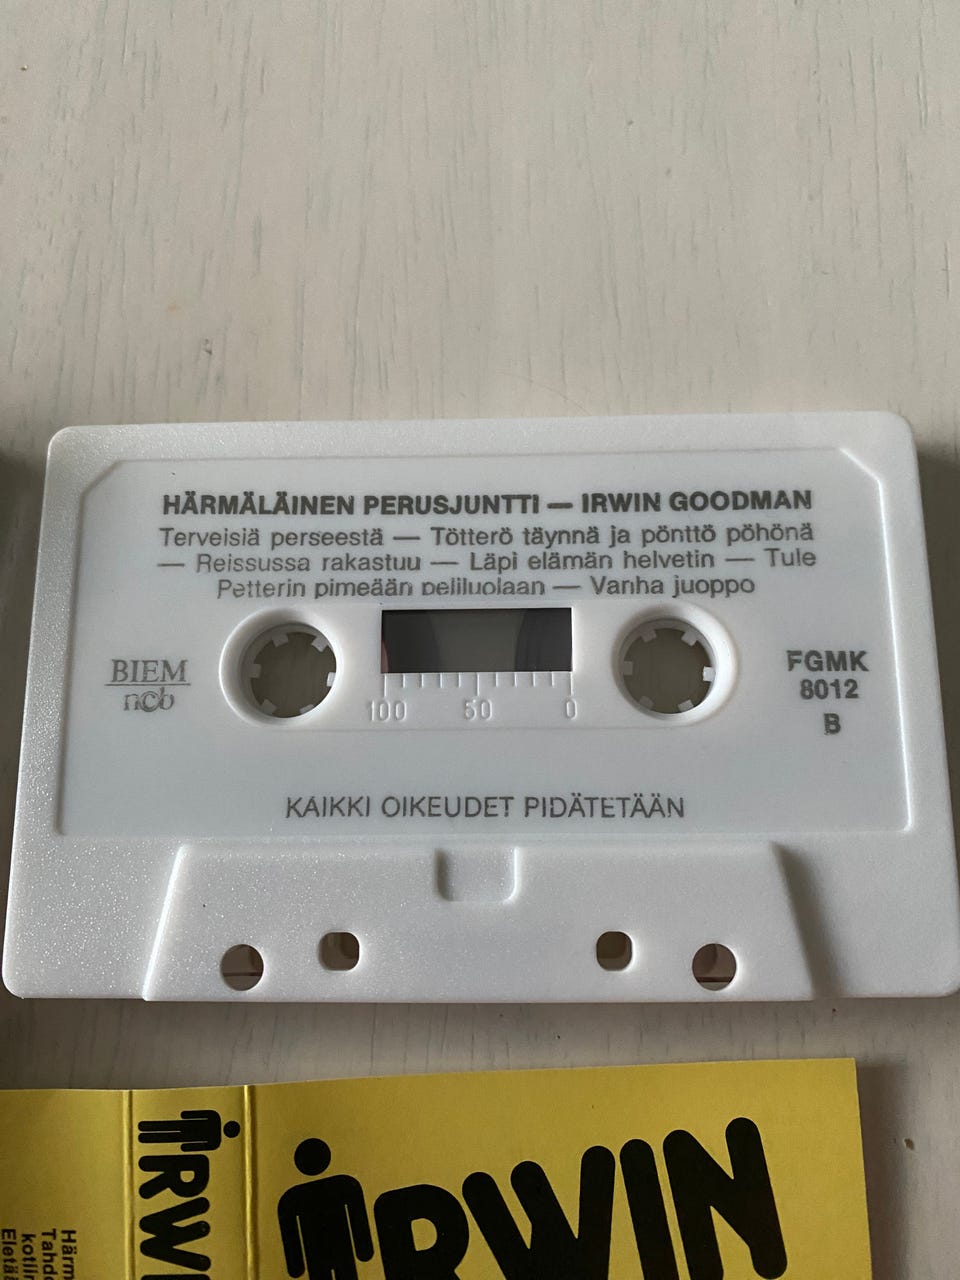 HÄRMÄLÄINEN PERUSJUNTTI — IRWIN GOODMAN
Terveisiä perseestä — Tötterö täynnä ja pönttö pöhönä
— Reissussa rakastuu — Läpi elämän helvetin — Tule
Petterin pimeään peliluolaan — Vanha juoppo
BIEM
ncb
FGMK
8012
B
100 50 0
KAIKKI OIKEUDET PIDÄTETÄÄN
IRWIN